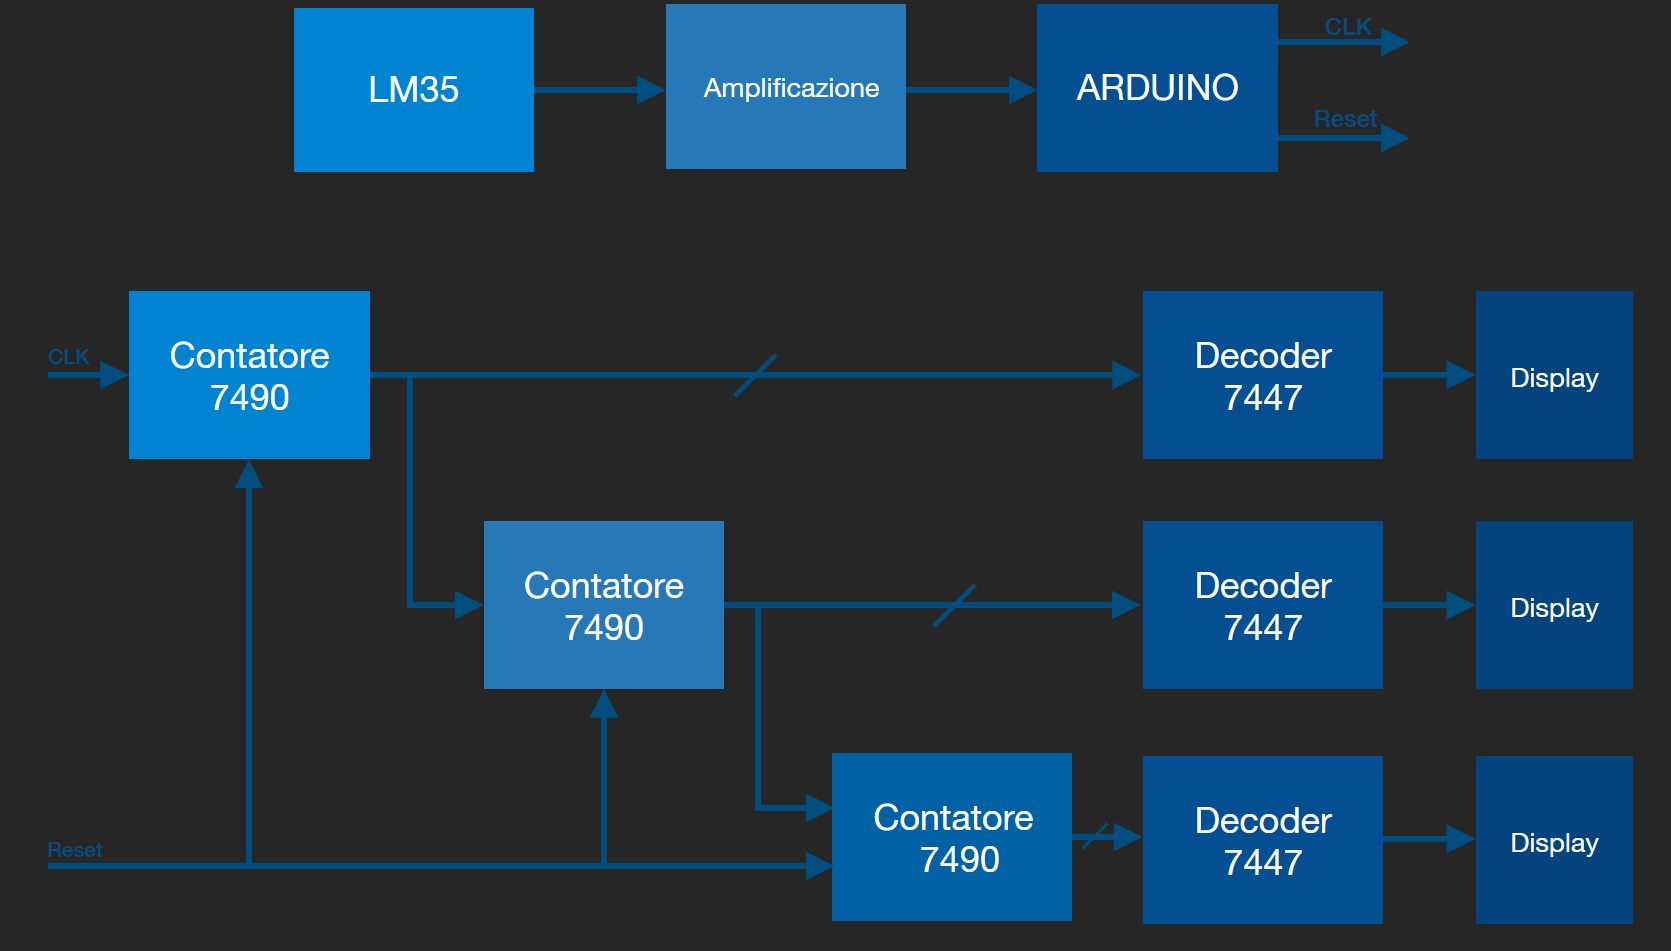 LM35
Amplificazione
ARDUINO
CLK
Reset
CLK
Contatore
7490
Decoder
7447
Display
Contatore
7490
Decoder
7447
Display
Reset
Contatore
7490
Decoder
7447
Display